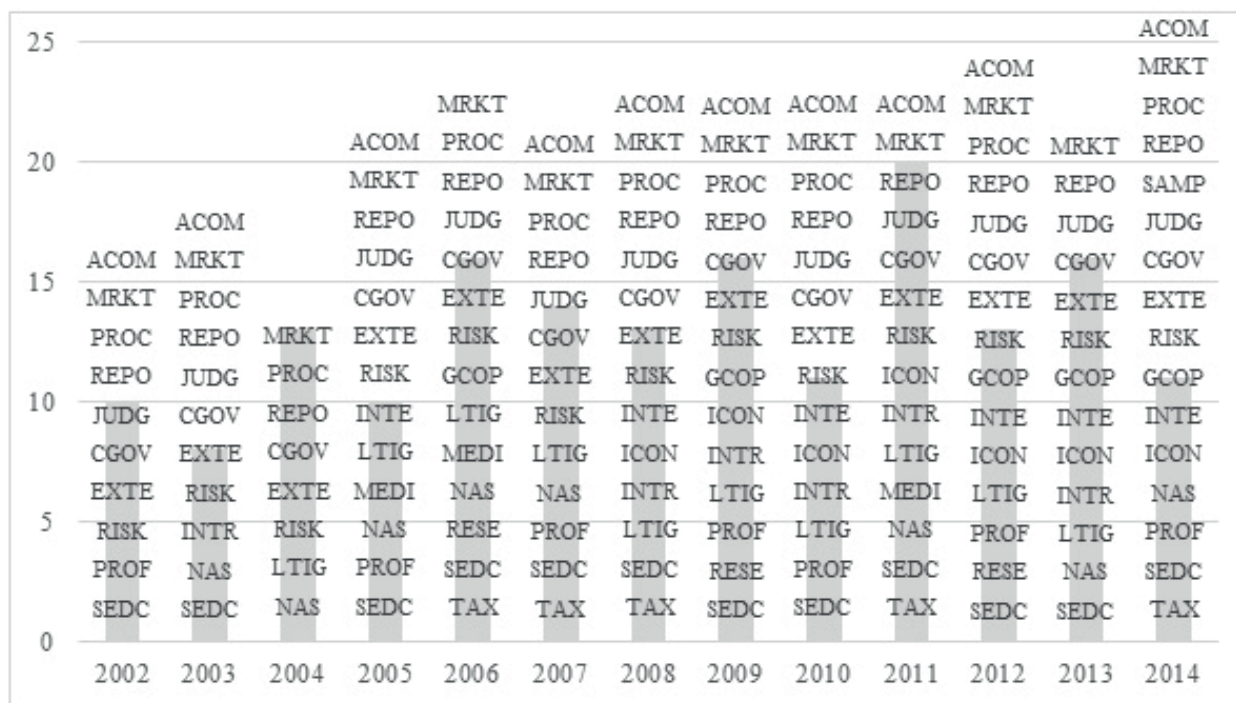 ACOM
25
ACOM MRKT
MRKT ACOM ACOM ACOM ACOM MRKT PROC
ACOM PROC ACOM MRKT MRKT MRKT MRKT PROC MRKT REPO
20
MRKT REPO MRKT PROC PROC PROC REPO REPO REPO SAMP
ACOM REPO JUDG PROC REPO REPO REPO JUDG JUDG JUDG JUDG
ACOM MRKT JUDG CGOV REPO JUDG CGOV JUDG CGOV CGOV CGOV CGOV
15
MRKT PROC CGOV EXTE JUDG CGOV EXTE CGOV EXTE EXTE EXTE EXTE
PROC REPO MRKT EXTE RISK CGOV EXTE RISK EXTE RISK RISK RISK RISK
REPO JUDG PROC RISK GCOP EXTE RISK GCOP RISK ICON GCOP GCOP GCOP
10
JUDG CGOV REPO INTE LTIG RISK INTE ICON INTE INTR INTE INTE INTE
CGOV EXTE CGOV LTIG MEDI LTIG ICON INTR ICON LTIG ICON ICON ICON
EXTE RISK EXTE MEDI NAS NAS INTR LTIG INTR MEDI LTIG INTR NAS
5
RISK INTR RISK NAS RESE PROF LTIG PROF LTIG NAS PROF LTIG PROF
PROF NAS LTIG PROF SEDC SEDC SEDC RESE PROF SEDC RESE NAS SEDC
SEDC SEDC NAS SEDC TAX TAX TAX SEDC SEDC TAX SEDC SEDC TAX
0
2002 2003 2004 2005 2006 2007 2008 2009 2010 2011 2012 2013 2014